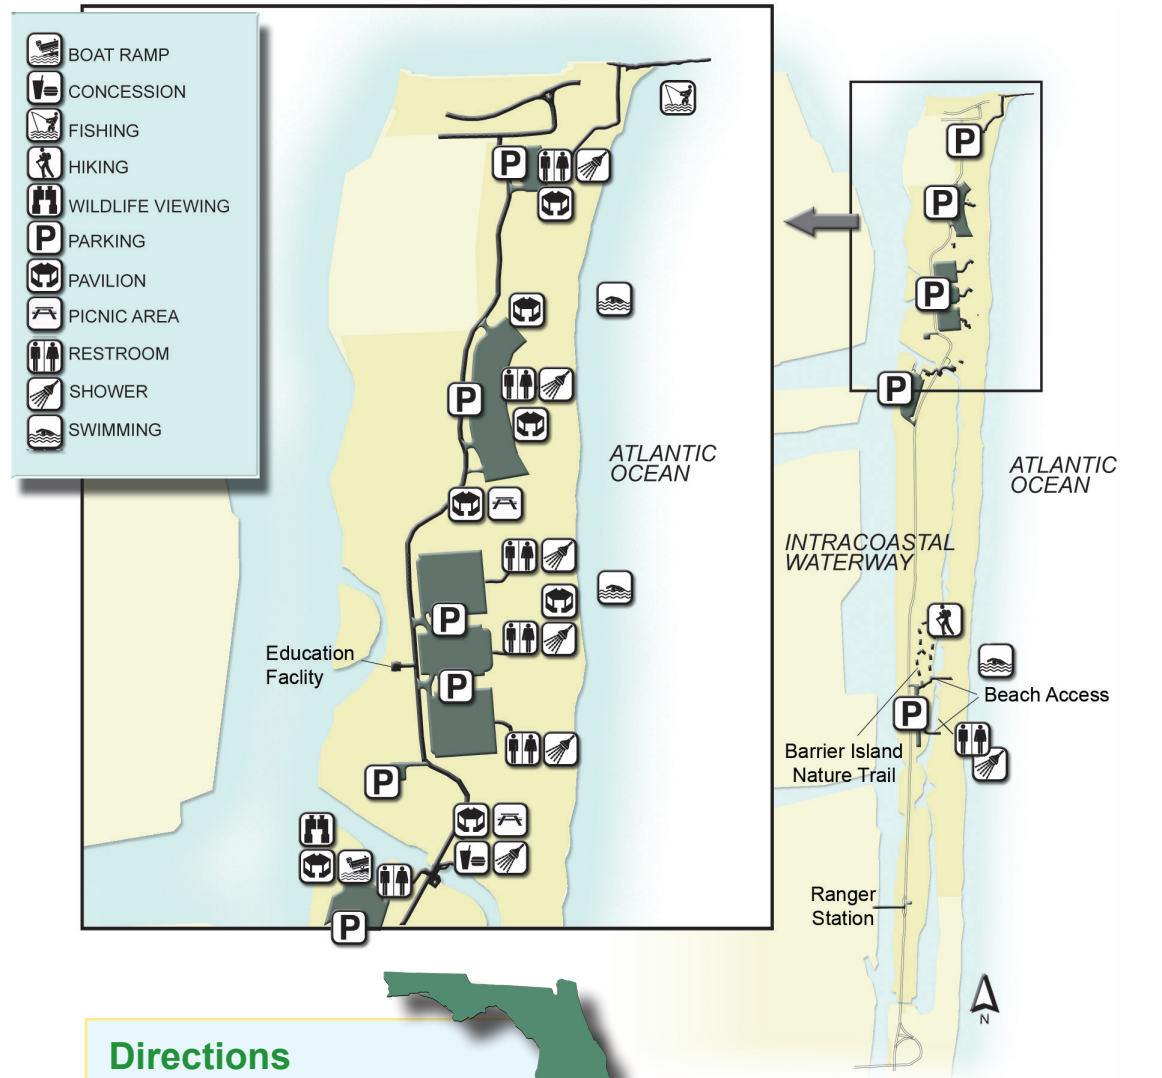 BOAT RAMP
CONCESSION
FISHING
HIKING
WILDLIFE VIEWING
P PARKING
PAVILION
PICNIC AREA
RESTROOM
SHOWER
SWIMMING
P
P
P
P
P
P
ATLANTIC
OCEAN
Education
Faclity
P
P
P
P
ATLANTIC
OCEAN
INTRACOASTAL
WATERWAY
Beach Access
P
Barrier Island
Nature Trail
Ranger
Station
N
Directions